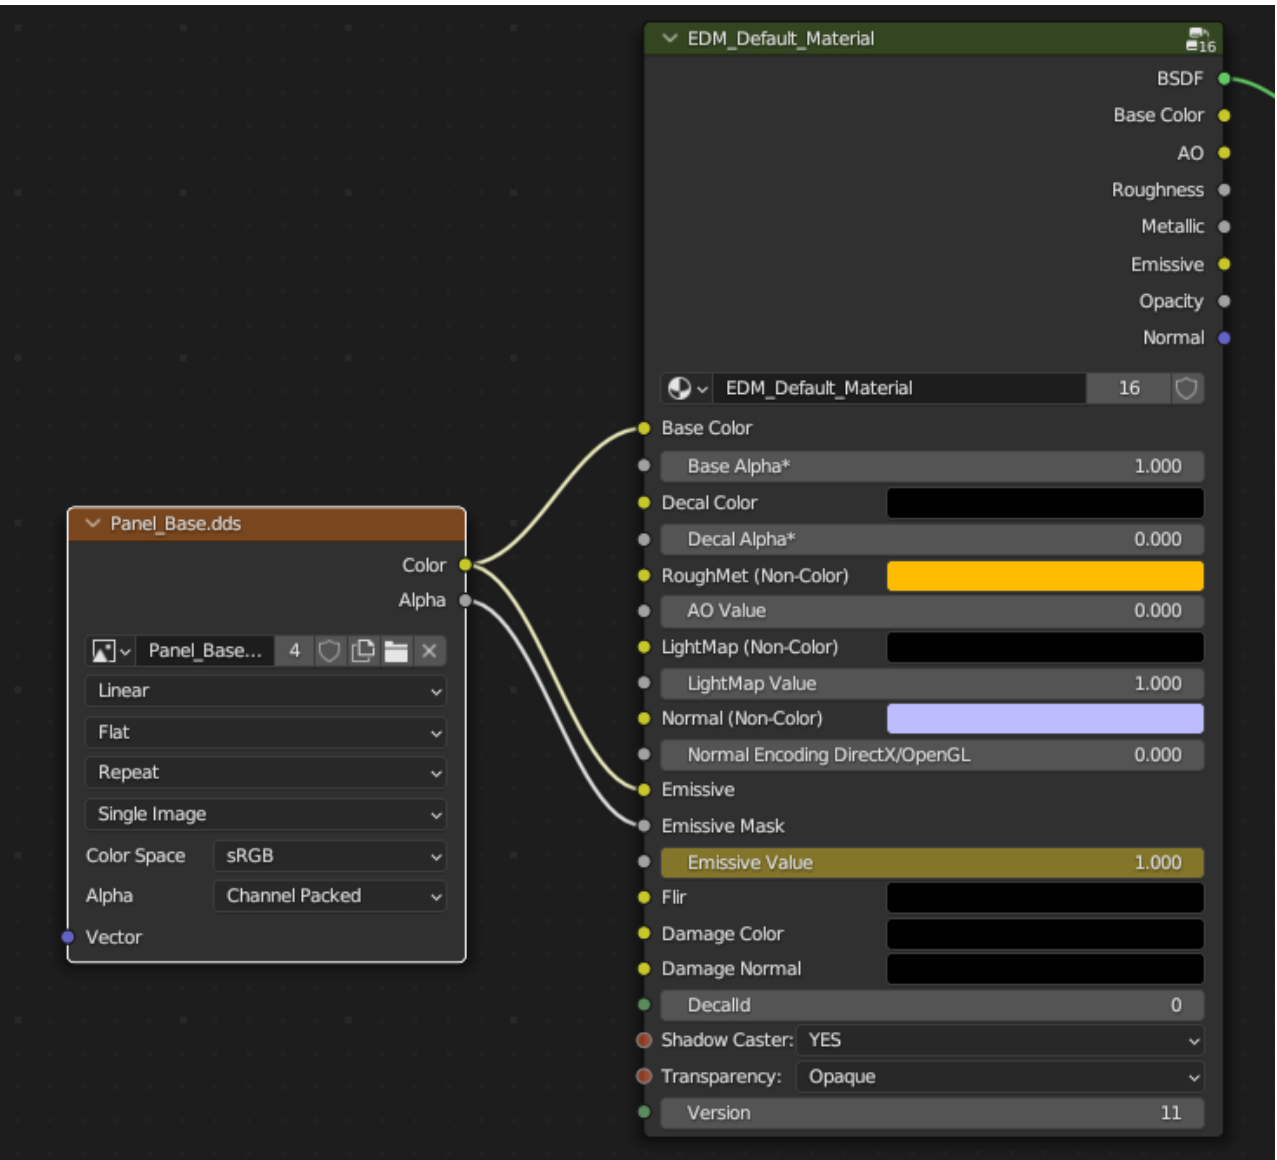 Panel_Base.dds
Color
Alpha
Panel_Base... 4
Linear
Flat
Repeat
Single Image
Color Space sRGB
Alpha Channel Packed
Vector
EDM_Default_Material 16
BSDF
Base Color
AO
Roughness
Metallic
Emissive
Opacity
Normal
EDM_Default_Material 16
Base Color
Base Alpha* 1.000
Decal Color
Decal Alpha* 0.000
RoughMet (Non-Color)
AO Value 0.000
LightMap (Non-Color)
LightMap Value 1.000
Normal (Non-Color)
Normal Encoding DirectX/OpenGL 0.000
Emissive
Emissive Mask
Emissive Value 1.000
Flir
Damage Color
Damage Normal
DecalId 0
Shadow Caster: YES
Transparency: Opaque
Version 11